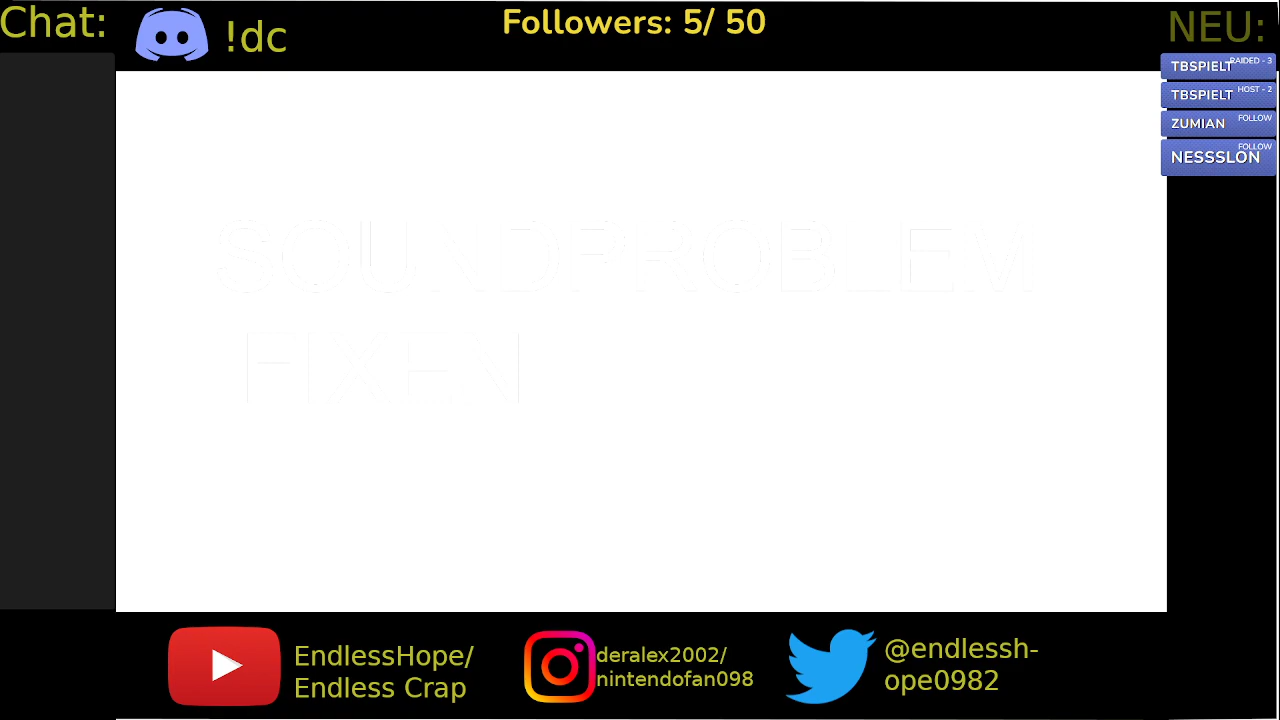 Chat:
!dc
Followers: 5/ 50
NEU:
TBSPIELT RAIDED - 3
TBSPIELT HOST - 2
ZUMIAN FOLLOW
NESSSLON FOLLOW
SOUNDPROBLEM
FIXEN
EndlessHope/
Endless Crap
deralex2002/
nintendofan098
@endlessh-
ope0982